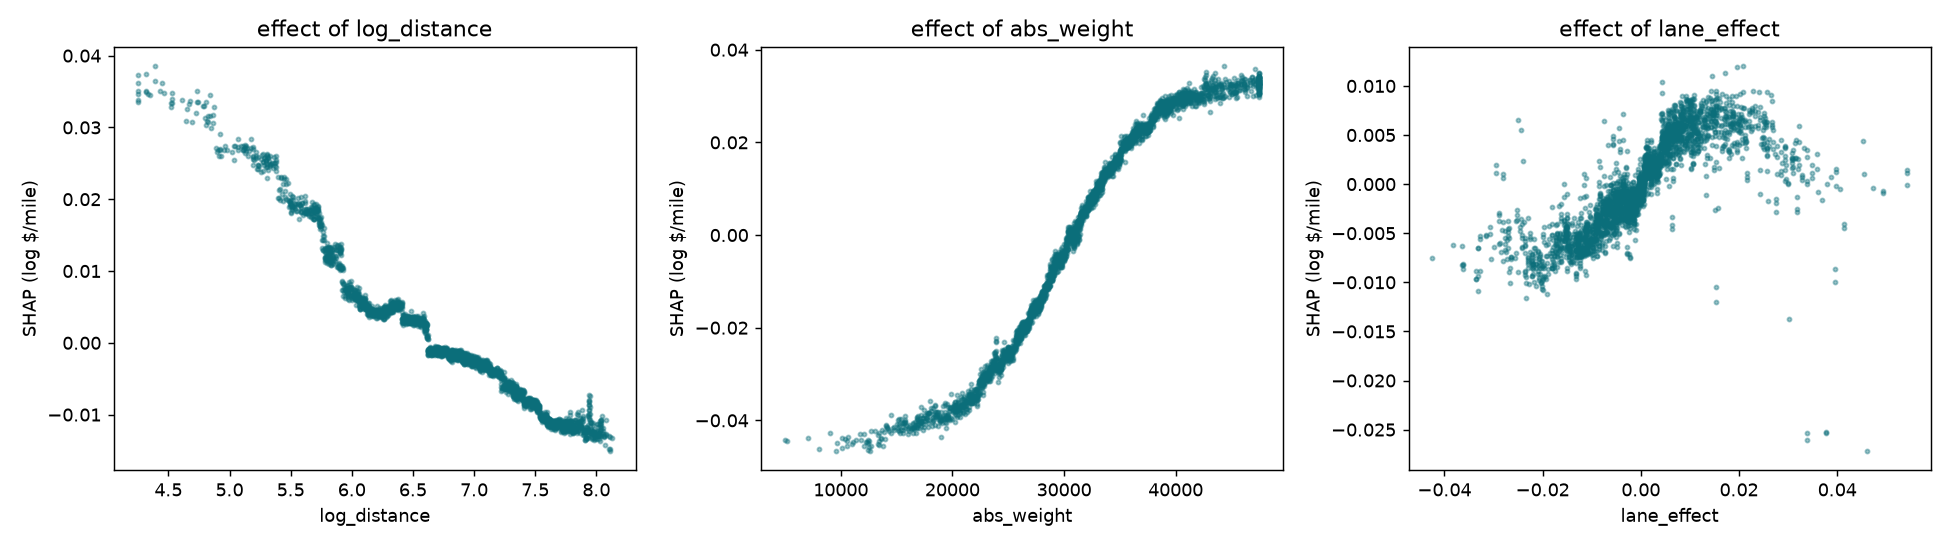 effect of log_distance
0.04
0.03
0.02
0.01
0.00
−0.01
SHAP (log $/mile)
4.5 5.0 5.5 6.0 6.5 7.0 7.5 8.0
log_distance
effect of abs_weight
0.04
0.02
0.00
−0.02
−0.04
SHAP (log $/mile)
10000 20000 30000 40000
abs_weight
effect of lane_effect
0.010
0.005
0.000
−0.005
−0.010
−0.015
−0.020
−0.025
SHAP (log $/mile)
−0.04 −0.02 0.00 0.02 0.04
lane_effect